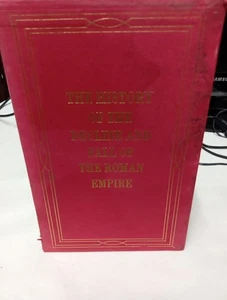 THE HISTORY
OF THE
DECLINE AND
FALL OF
THE ROMAN
EMPIRE